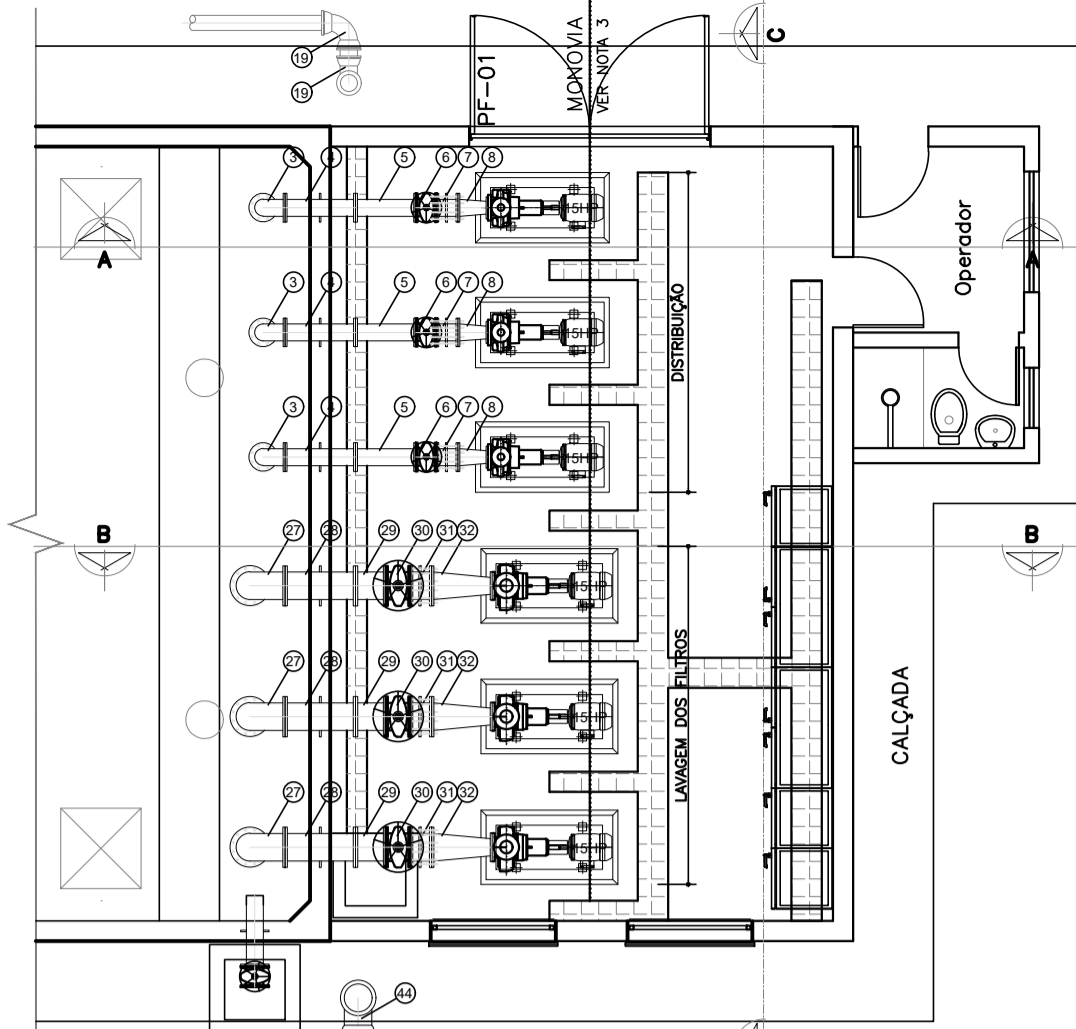 19
19
PF-01
MONOVIA
VER NOTA 3
C
3
4
5
6
7
8
15HP
A
A
Operador
3
4
5
6
7
8
15HP
DISTRIBUIÇÃO
3
4
5
6
7
8
15HP
B
B
27
28
29
30
31
32
15HP
27
28
29
30
31
32
15HP
LAVAGEM DOS FILTROS
CALÇADA
27
28
29
30
31
32
15HP
44